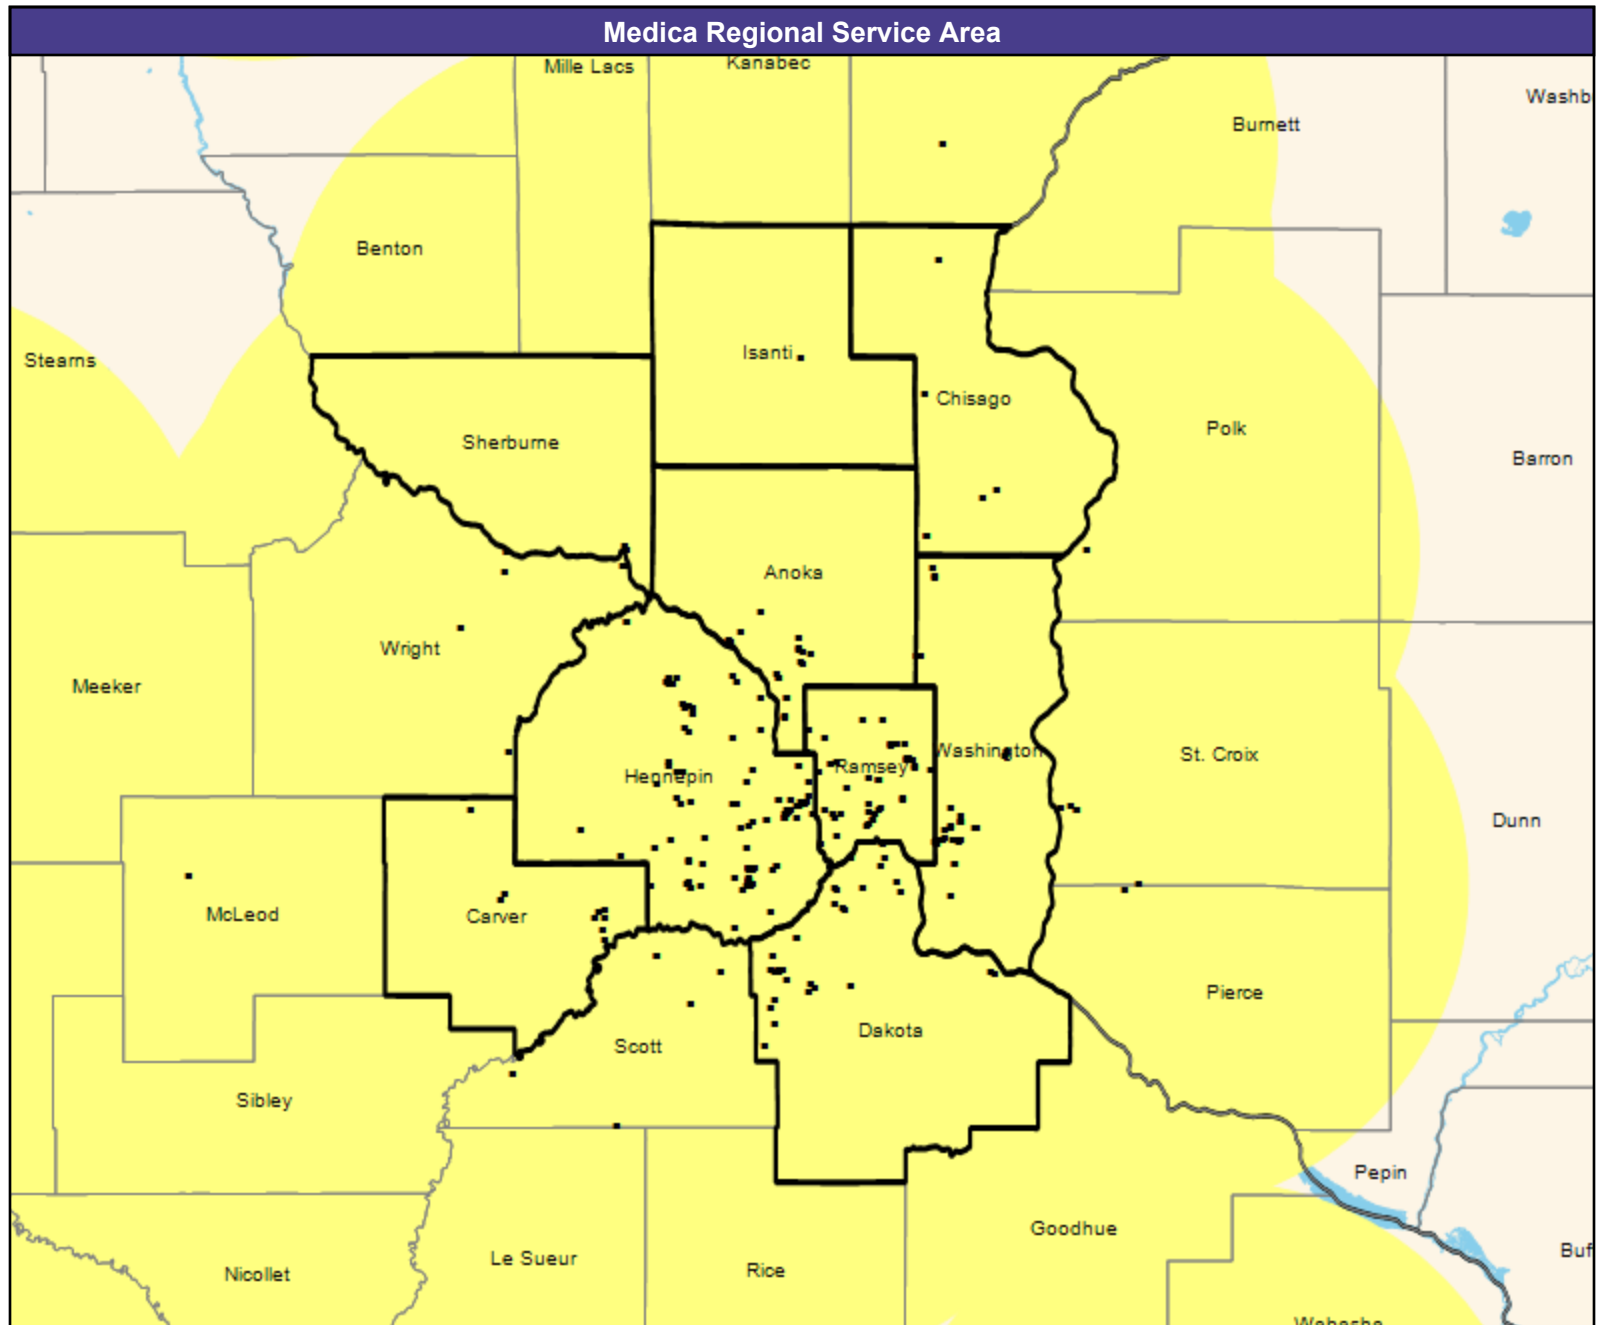 Medica Regional Service Area
Mille Lacs
Kanabec
Washb
Burnett
Benton
Stearns
Isanti
Chisago
Sherburne
Polk
Barron
Anoka
Wright
Meeker
Washington
St. Croix
Hennepin
Ramsey
Dunn
McLeod
Carver
Pierce
Dakota
Scott
Sibley
Pepin
Goodhue
Buf
Le Sueur
Rice
Nicollet